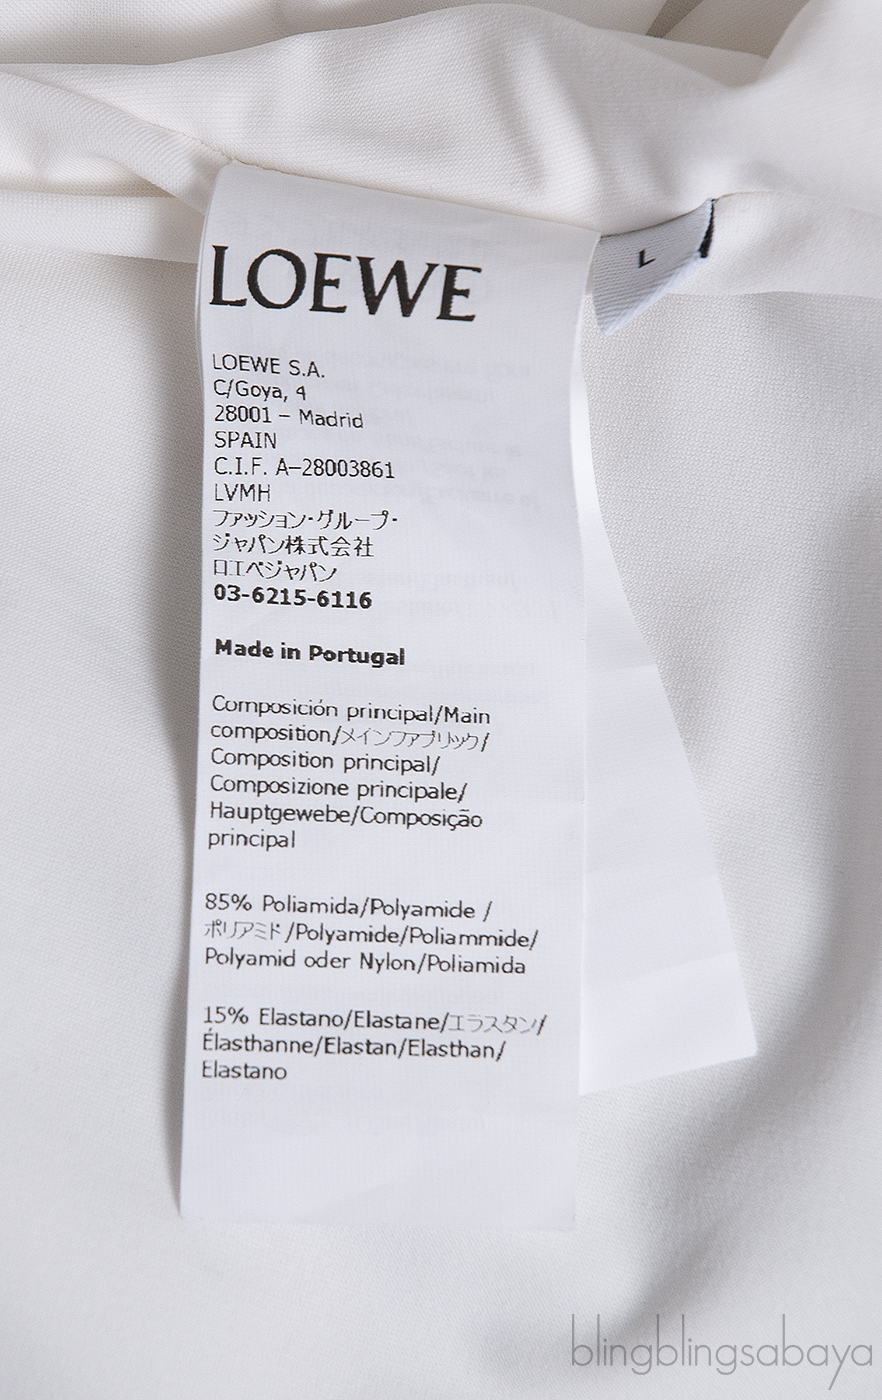 LOEWE
L
LOEWE S.A.
C/Goya, 4
28001 – Madrid
SPAIN
C.I.F. A–28003861
LVMH
ファッション・グループ・
ジャパン株式会社
ロエベジャパン
03-6215-6116
Made in Portugal
Composición principal/Main
composition/メインファブリック/
Composition principal/
Composizione principale/
Hauptgewebe/Composição
principal
85% Poliamida/Polyamide /
ポリアミド/Polyamide/Poliammide/
Polyamid oder Nylon/Poliamida
15% Elastano/Elastane/エラスタン/
Élasthanne/Elastan/Elasthan/
Elastano
blingblingsabaya